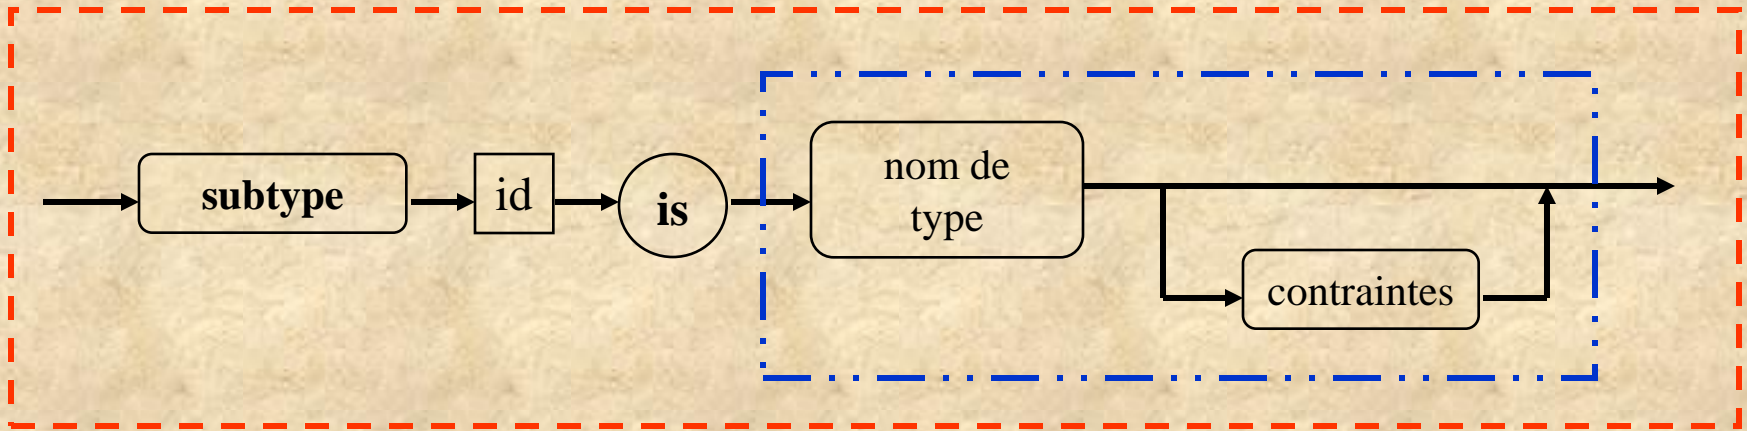 subtype
id
is
nom de
type
contraintes